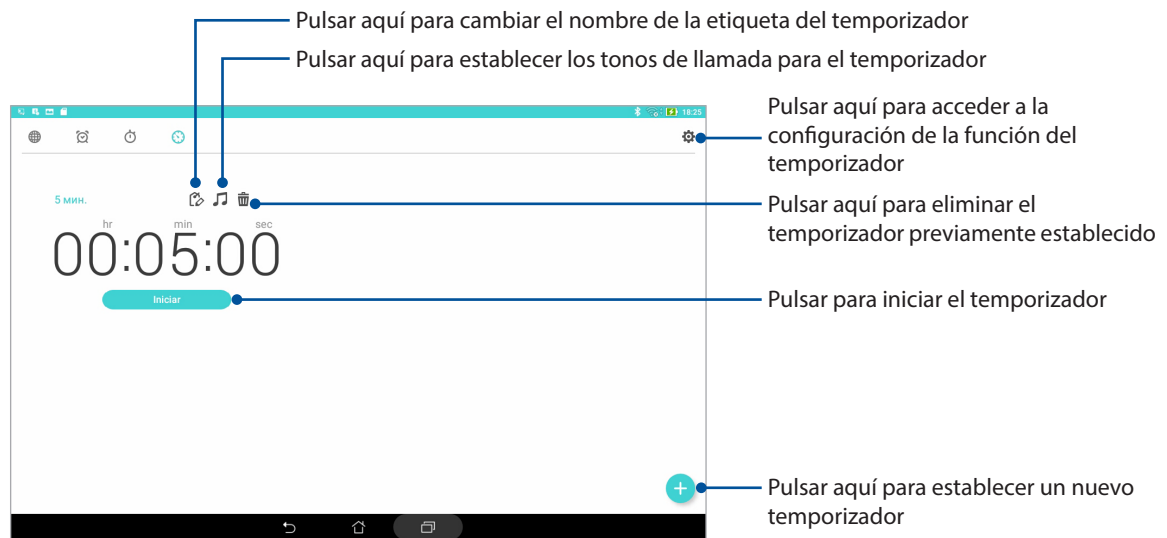 Pulsar aquí para cambiar el nombre de la etiqueta del temporizador
Pulsar aquí para establecer los tonos de llamada para el temporizador
18:25
Pulsar aquí para acceder a la
configuración de la función del
temporizador
5 мин.
Pulsar aquí para eliminar el
temporizador previamente establecido
hr min sec
00:05:00
Iniciar
Pulsar para iniciar el temporizador
Pulsar aquí para establecer un nuevo
temporizador